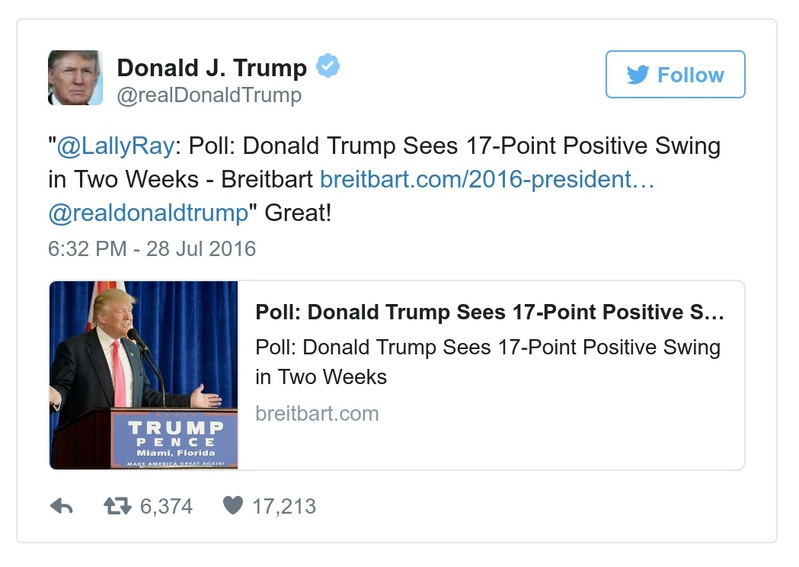 Donald J. Trump
@realDonaldTrump
Follow
"@LallyRay: Poll: Donald Trump Sees 17-Point Positive Swing
in Two Weeks - Breitbart breitbart.com/2016-president…
@realdonaldtrump" Great!
6:32 PM - 28 Jul 2016
TRUMP
PENCE
Miami, Florida
MAKE AMERICA GREAT AGAIN!
Poll: Donald Trump Sees 17-Point Positive S…
Poll: Donald Trump Sees 17-Point Positive Swing
in Two Weeks
breitbart.com
6,374
17,213